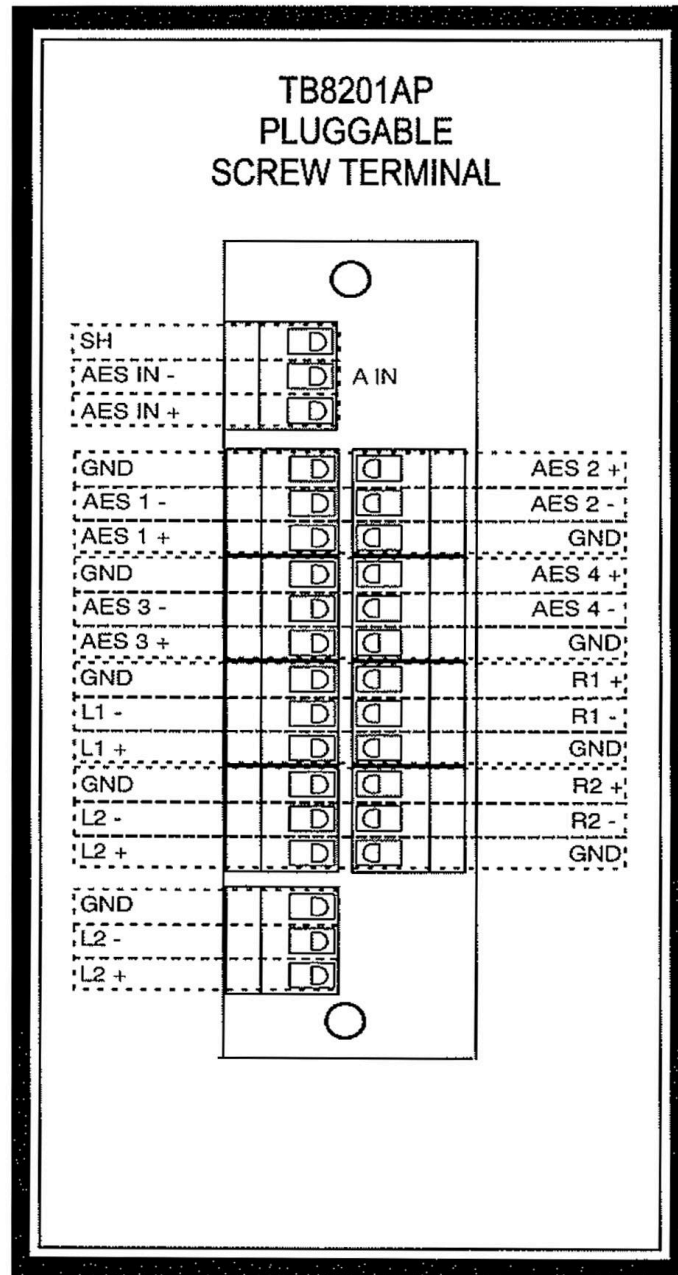 TB8201AP
PLUGGABLE
SCREW TERMINAL
SH
AES IN -
AES IN +
A IN
GND
AES 1 -
AES 1 +
GND
AES 3 -
AES 3 +
GND
L1 -
L1 +
GND
L2 -
L2 +
AES 2 +
AES 2 -
GND
AES 4 +
AES 4 -
GND
R1 +
R1 -
GND
R2 +
R2 -
GND
GND
L2 -
L2 +